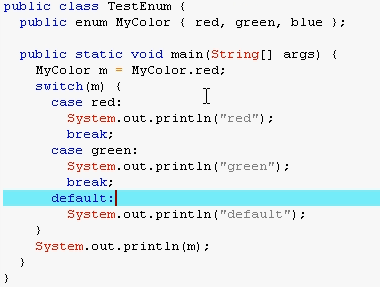 public class TestEnum {
  public enum MyColor { red, green, blue };

  public static void main(String[] args) {
    MyColor m = MyColor.red;
    switch(m) {
      case red:
        System.out.println("red");
        break;
      case green:
        System.out.println("green");
        break;
      default:
        System.out.println("default");
    }
    System.out.println(m);
  }
}